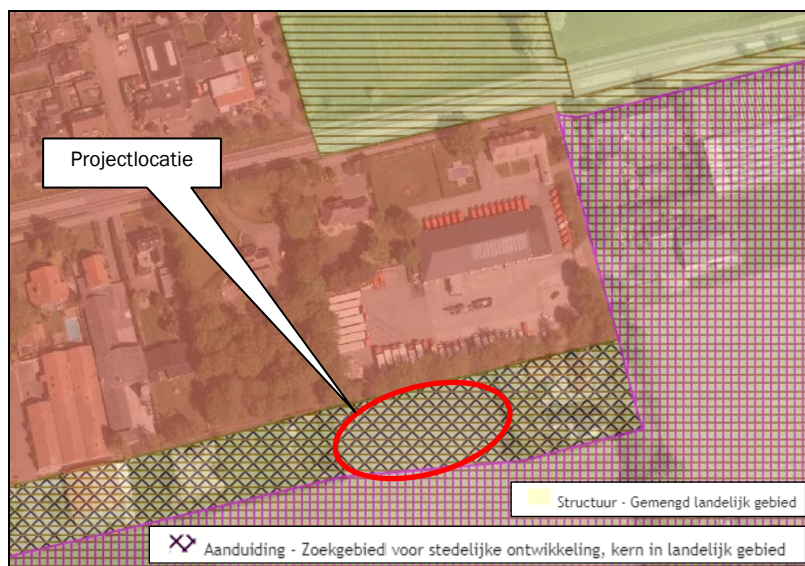 Projectlocatie
Structuur - Gemengd landelijk gebied
Aanduiding - Zoekgebied voor stedelijke ontwikkeling, kern in landelijk gebied